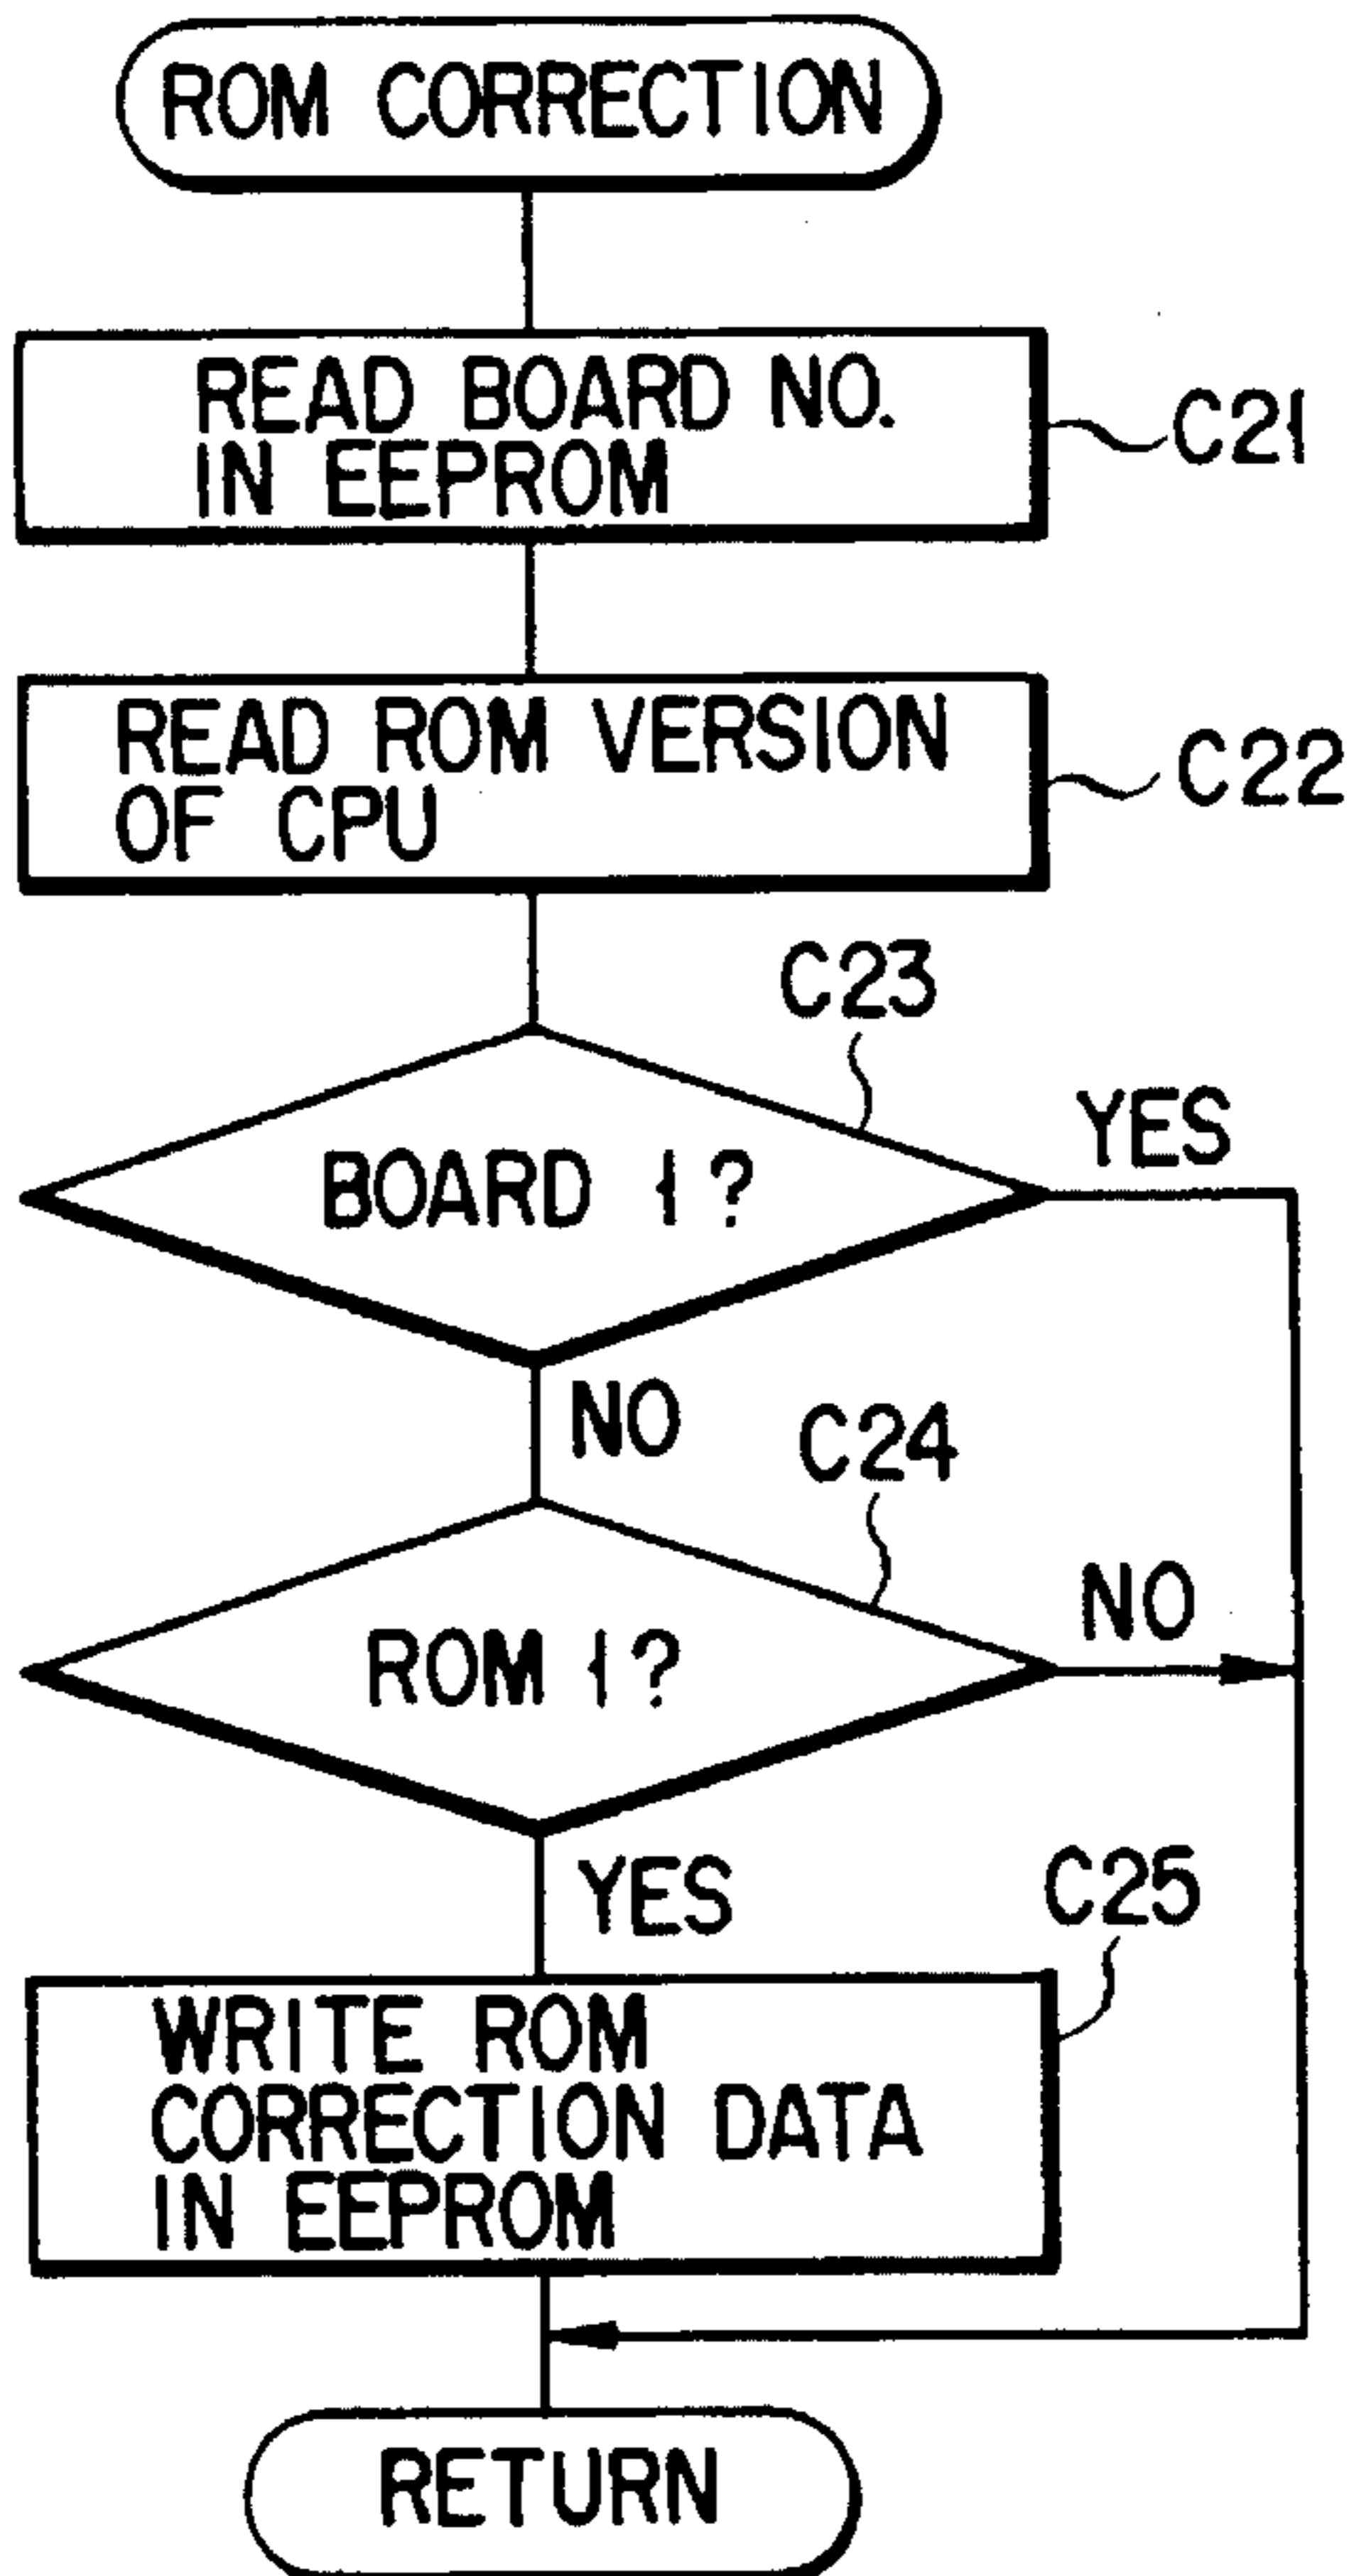 ROM CORRECTION
READ BOARD NO.
IN EEPROM
C21
READ ROM VERSION
OF CPU
C22
C23
BOARD 1?
YES
NO
C24
ROM 1?
NO
YES
C25
WRITE ROM
CORRECTION DATA
IN EEPROM
RETURN